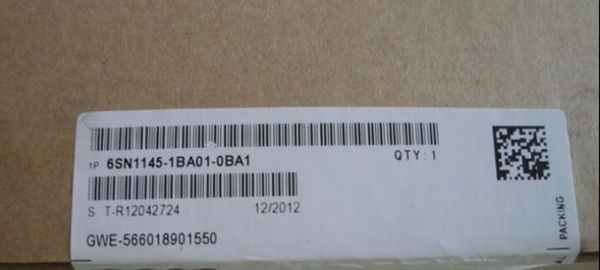 1P 6SN1145-1BA01-0BA1 QTY: 1
S T-R12042724 12/2012
GWE-566018901550
PACKING